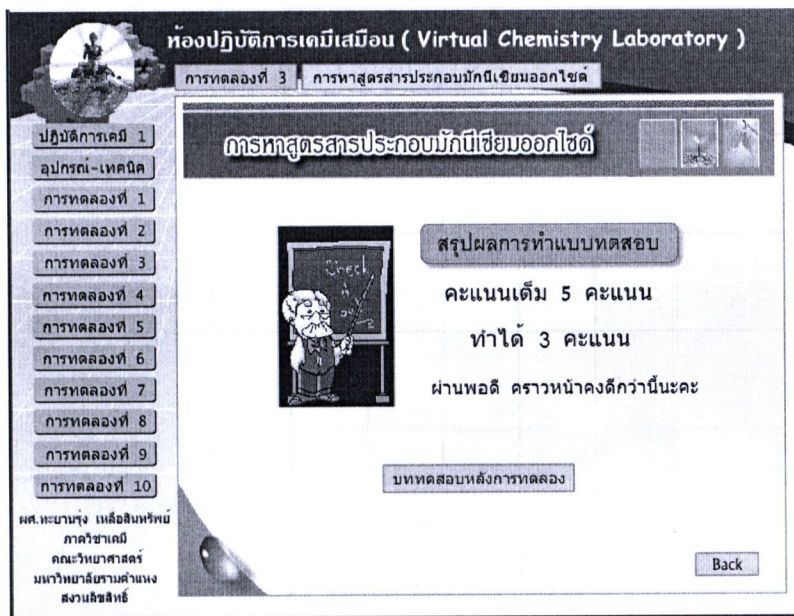 ห้องปฏิบัติการเคมีเสมือน ( Virtual Chemistry Laboratory )
การทดลองที่ 3
การหาสูตรสารประกอบมักนีเซียมออกไซด์
ปฏิบัติการเคมี 1
อุปกรณ์-เทคนิค
การทดลองที่ 1
การทดลองที่ 2
การทดลองที่ 3
การทดลองที่ 4
การทดลองที่ 5
การทดลองที่ 6
การทดลองที่ 7
การทดลองที่ 8
การทดลองที่ 9
การทดลองที่ 10
ผศ.ทะยานรุ่ง เหลือสินทรัพย์
ภาควิชาเคมี
คณะวิทยาศาสตร์
มหาวิทยาลัยรามคำแหง
สงวนลิขสิทธิ์
การหาสูตรสารประกอบมักนีเซียมออกไซด์
Check
สรุปผลการทำแบบทดสอบ
คะแนนเต็ม 5 คะแนน
ทำได้ 3 คะแนน
ผ่านพอดี คราวหน้าคงดีกว่านี้นะคะ
บททดสอบหลังการทดลอง
Back